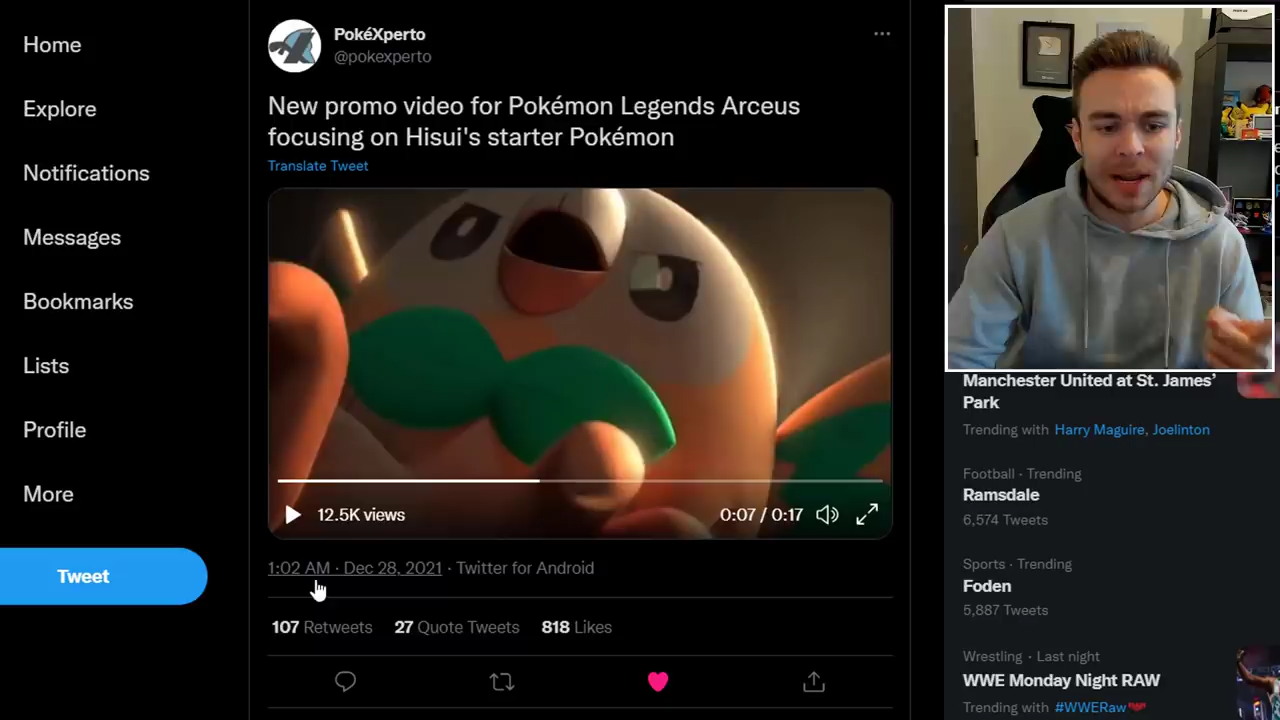 Home
Explore
Notifications
Messages
Bookmarks
Lists
Profile
More
Tweet
PokéXperto
@pokexperto
New promo video for Pokémon Legends Arceus
focusing on Hisui's starter Pokémon
Translate Tweet
12.5K views
0:07 / 0:17
1:02 AM · Dec 28, 2021 · Twitter for Android
107 Retweets 27 Quote Tweets 818 Likes
Manchester United at St. James'
Park
Trending with Harry Maguire, Joelinton
Football · Trending
Ramsdale
6,574 Tweets
Sports · Trending
Foden
5,887 Tweets
Wrestling · Last night
WWE Monday Night RAW
Trending with #WWERaw